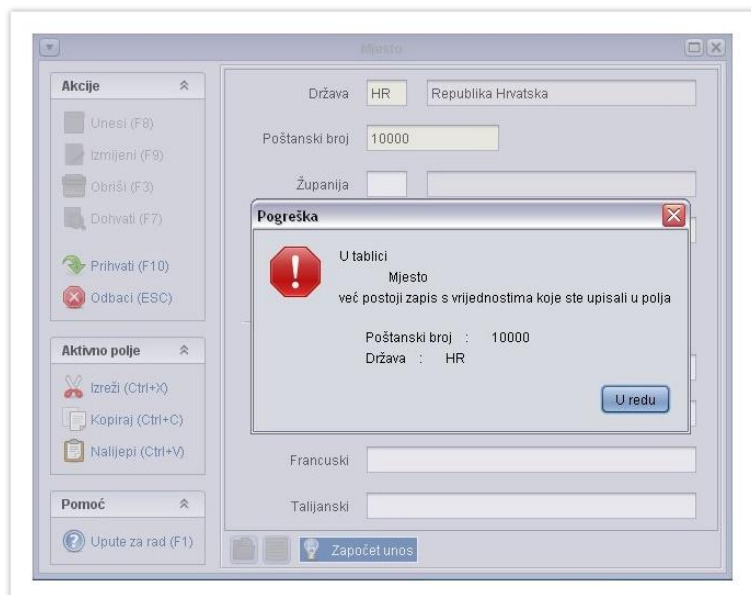 Mjesto
Akcije
Unesi (F8)
Izmijeni (F9)
Obriši (F3)
Dohvati (F7)
Prihvati (F10)
Odbaci (ESC)
Aktivno polje
Izreži (Ctrl+X)
Kopiraj (Ctrl+C)
Nalijepi (Ctrl+V)
Pomoć
Upute za rad (F1)
Država HR Republika Hrvatska
Poštanski broj 10000
Županija
Pogreška
U tablici
Mjesto
već postoji zapis s vrijednostima koje ste upisali u polja
Poštanski broj : 10000
Država : HR
U redu
Francuski
Talijanski
Započet unos